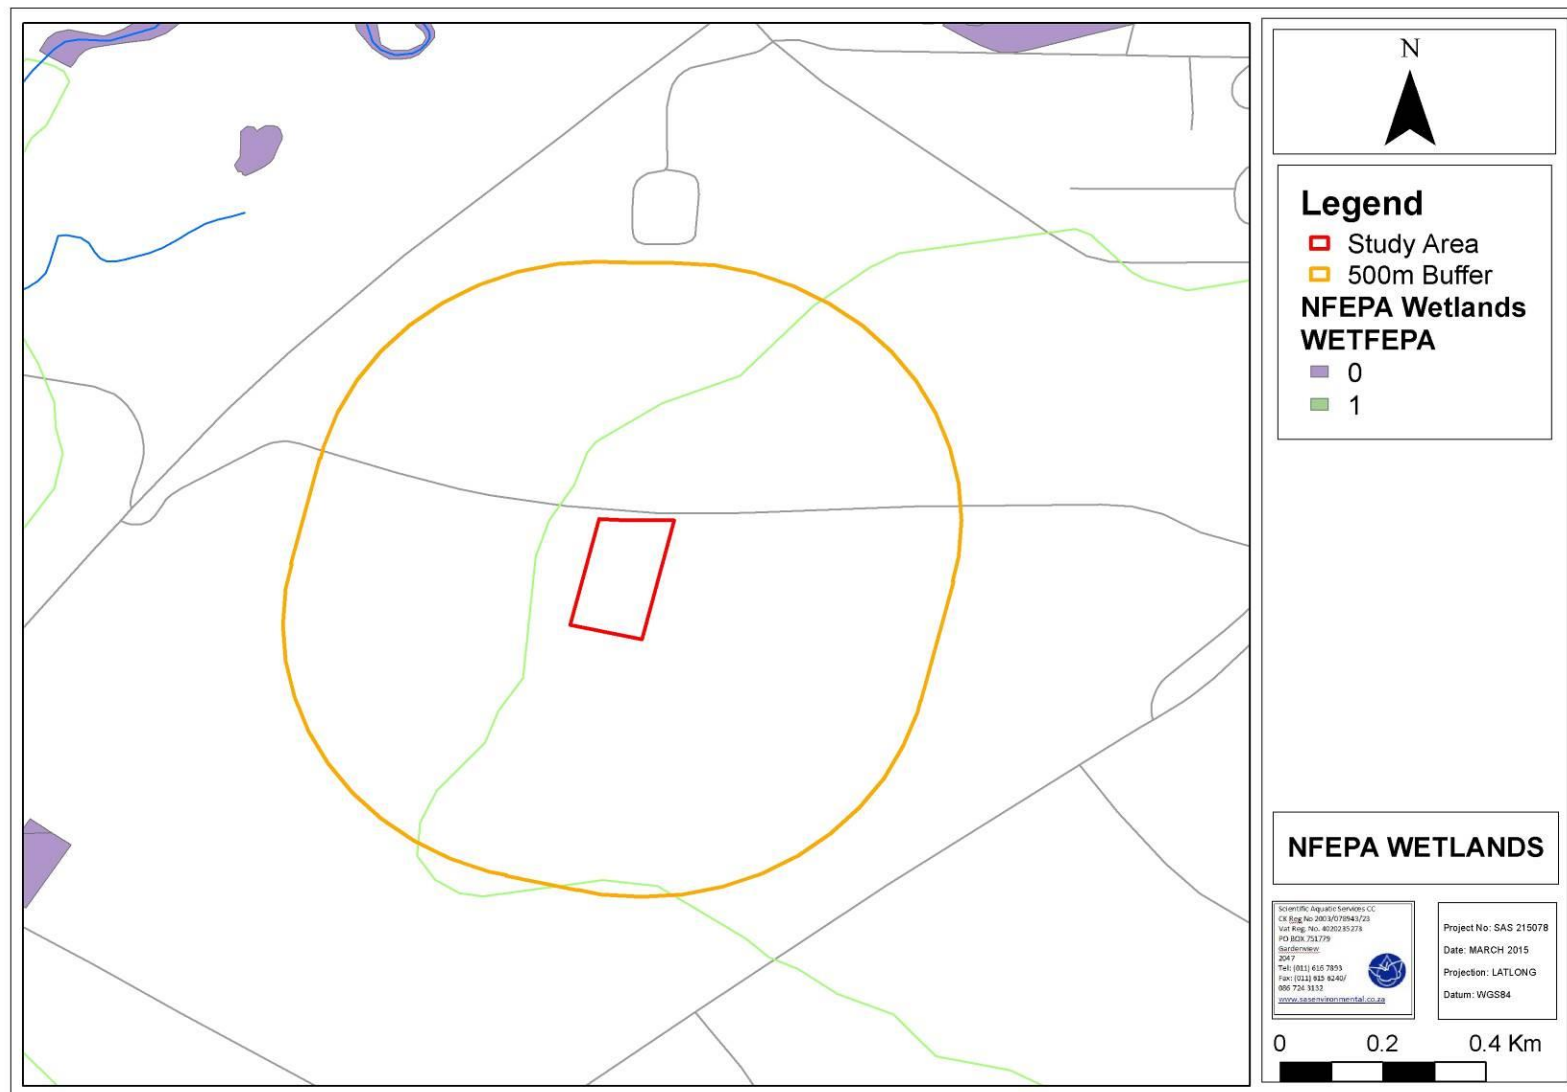 N
Legend
Study Area
500m Buffer
NFEPA Wetlands
WETFEPA
0
1
NFEPA WETLANDS
Scientific Aquatic Services CC
CK Reg No 2003/078943/23
Vat Reg. No. 4020235273
PO BOX 751779
Gardenview
2047
Tel: (011) 616 7893
Fax: (011) 615 6240/
086 724 3132
www.sasenvironmental.co.za
Project No: SAS 215078
Date: MARCH 2015
Projection: LATLONG
Datum: WGS84
0 0.2 0.4 Km